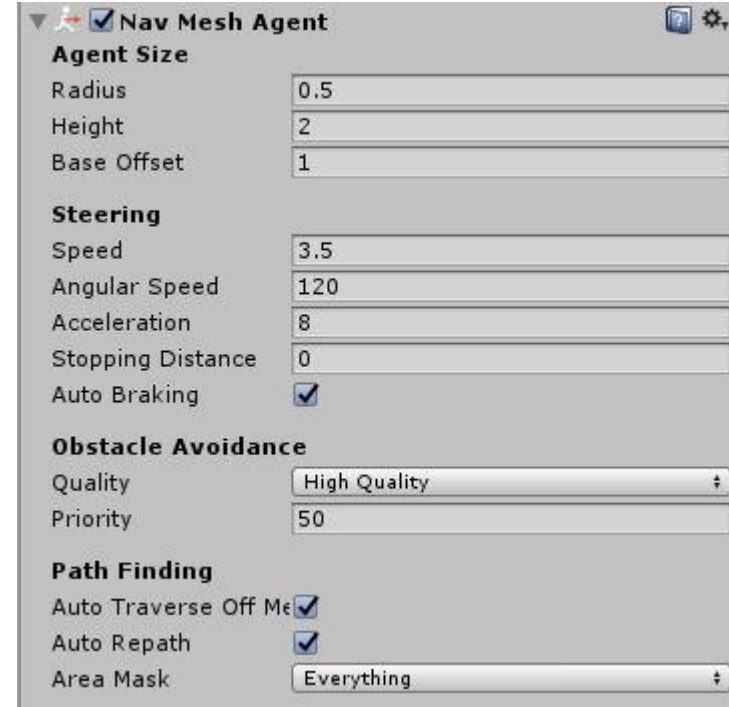 Nav Mesh Agent
Agent Size
Radius 0.5
Height 2
Base Offset 1
Steering
Speed 3.5
Angular Speed 120
Acceleration 8
Stopping Distance 0
Auto Braking
Obstacle Avoidance
Quality High Quality
Priority 50
Path Finding
Auto Traverse Off Me
Auto Repath
Area Mask Everything